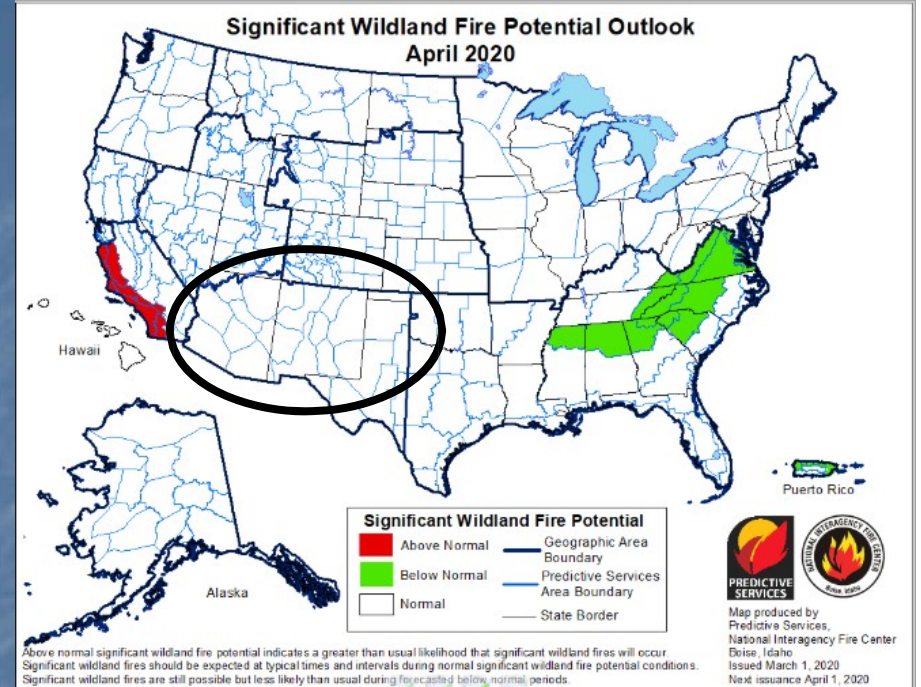 Significant Wildland Fire Potential Outlook
April 2020
Hawaii
Puerto Rico
Alaska
Significant Wildland Fire Potential
Above Normal
Below Normal
Normal
Geographic Area
Boundary
Predictive Services
Area Boundary
State Border
PREDICTIVE
SERVICES
NATIONAL INTERAGENCY FIRE CENTER
Boise, Idaho
Map produced by
Predictive Services,
National Interagency Fire Center
Boise, Idaho
Issued March 1, 2020
Next issuance April 1, 2020
Above normal significant wildland fire potential indicates a greater than usual likelihood that significant wildland fires will occur.
Significant wildland fires should be expected at typical times and intervals during normal significant wildland fire potential conditions.
Significant wildland fires are still possible but less likely than usual during forecasted below normal periods.